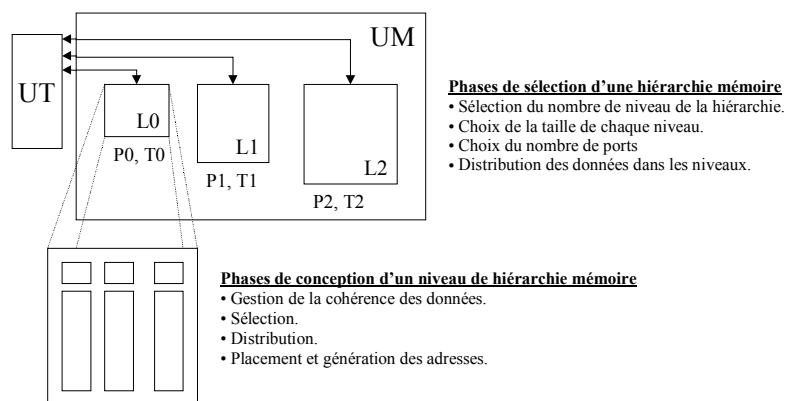 UM
UT
L0
L1
L2
P0, T0
P1, T1
P2, T2
Phases de sélection d'une hiérarchie mémoire
• Sélection du nombre de niveau de la hiérarchie.
• Choix de la taille de chaque niveau.
• Choix du nombre de ports
• Distribution des données dans les niveaux.
Phases de conception d'un niveau de hiérarchie mémoire
• Gestion de la cohérence des données.
• Sélection.
• Distribution.
• Placement et génération des adresses.